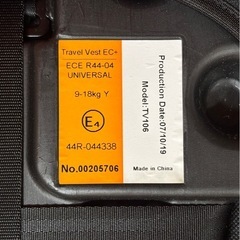 Travel Vest EC+
ECE R44-04
UNIVERSAL
9-18kg Y
E4
44R-044338
No.00205706
Model:TV106
Production Date:07/10/19
Made in China